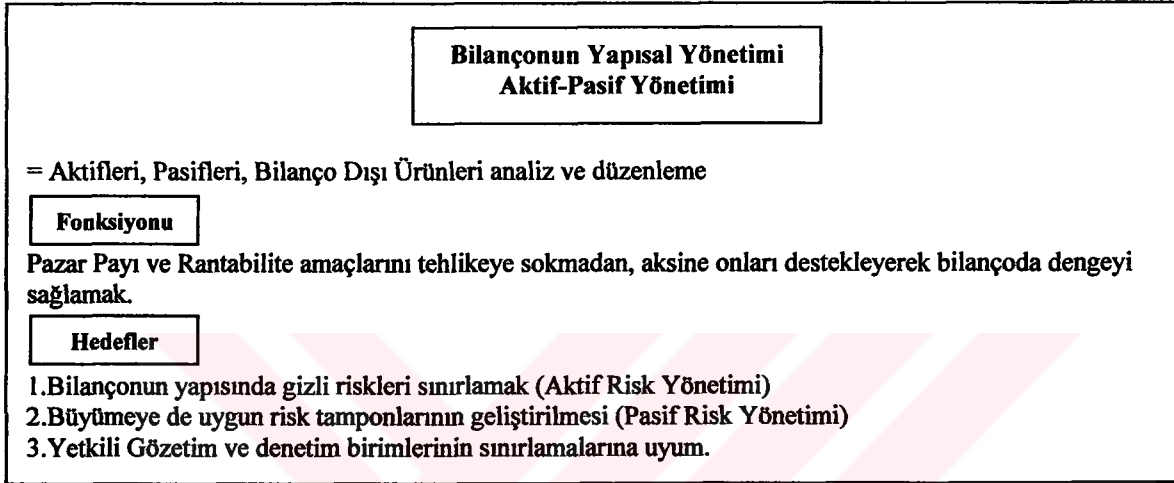 Bilançonun Yapısal Yönetimi
Aktif-Pasif Yönetimi
= Aktifleri, Pasifleri, Bilanço Dışı Ürünleri analiz ve düzenleme
Fonksiyonu
Pazar Payı ve Rantabilite amaçlarını tehlikeye sokmadan, aksine onları destekleyerek bilançoda dengeyi
sağlamak.
Hedefler
1.Bilançonun yapısında gizli riskleri sınırlamak (Aktif Risk Yönetimi)
2.Büyümeye de uygun risk tamponlarının geliştirilmesi (Pasif Risk Yönetimi)
3.Yetkili Gözetim ve denetim birimlerinin sınırlamalarına uyum.